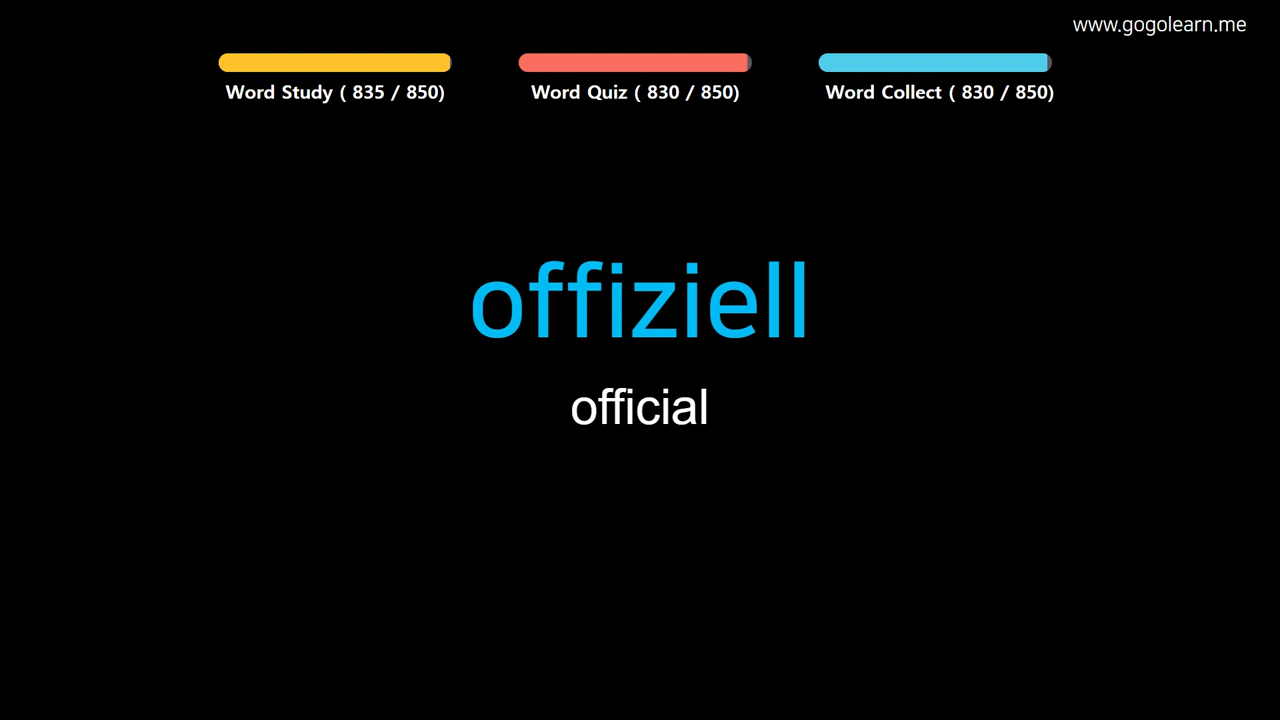 www.gogolearn.me
Word Study ( 835 / 850)
Word Quiz ( 830 / 850)
Word Collect ( 830 / 850)
offiziell
official